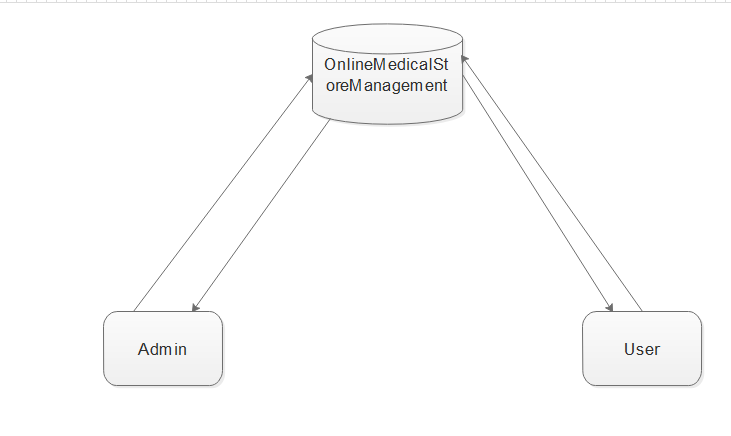 OnlineMedicalSt
oreManagement
Admin
User